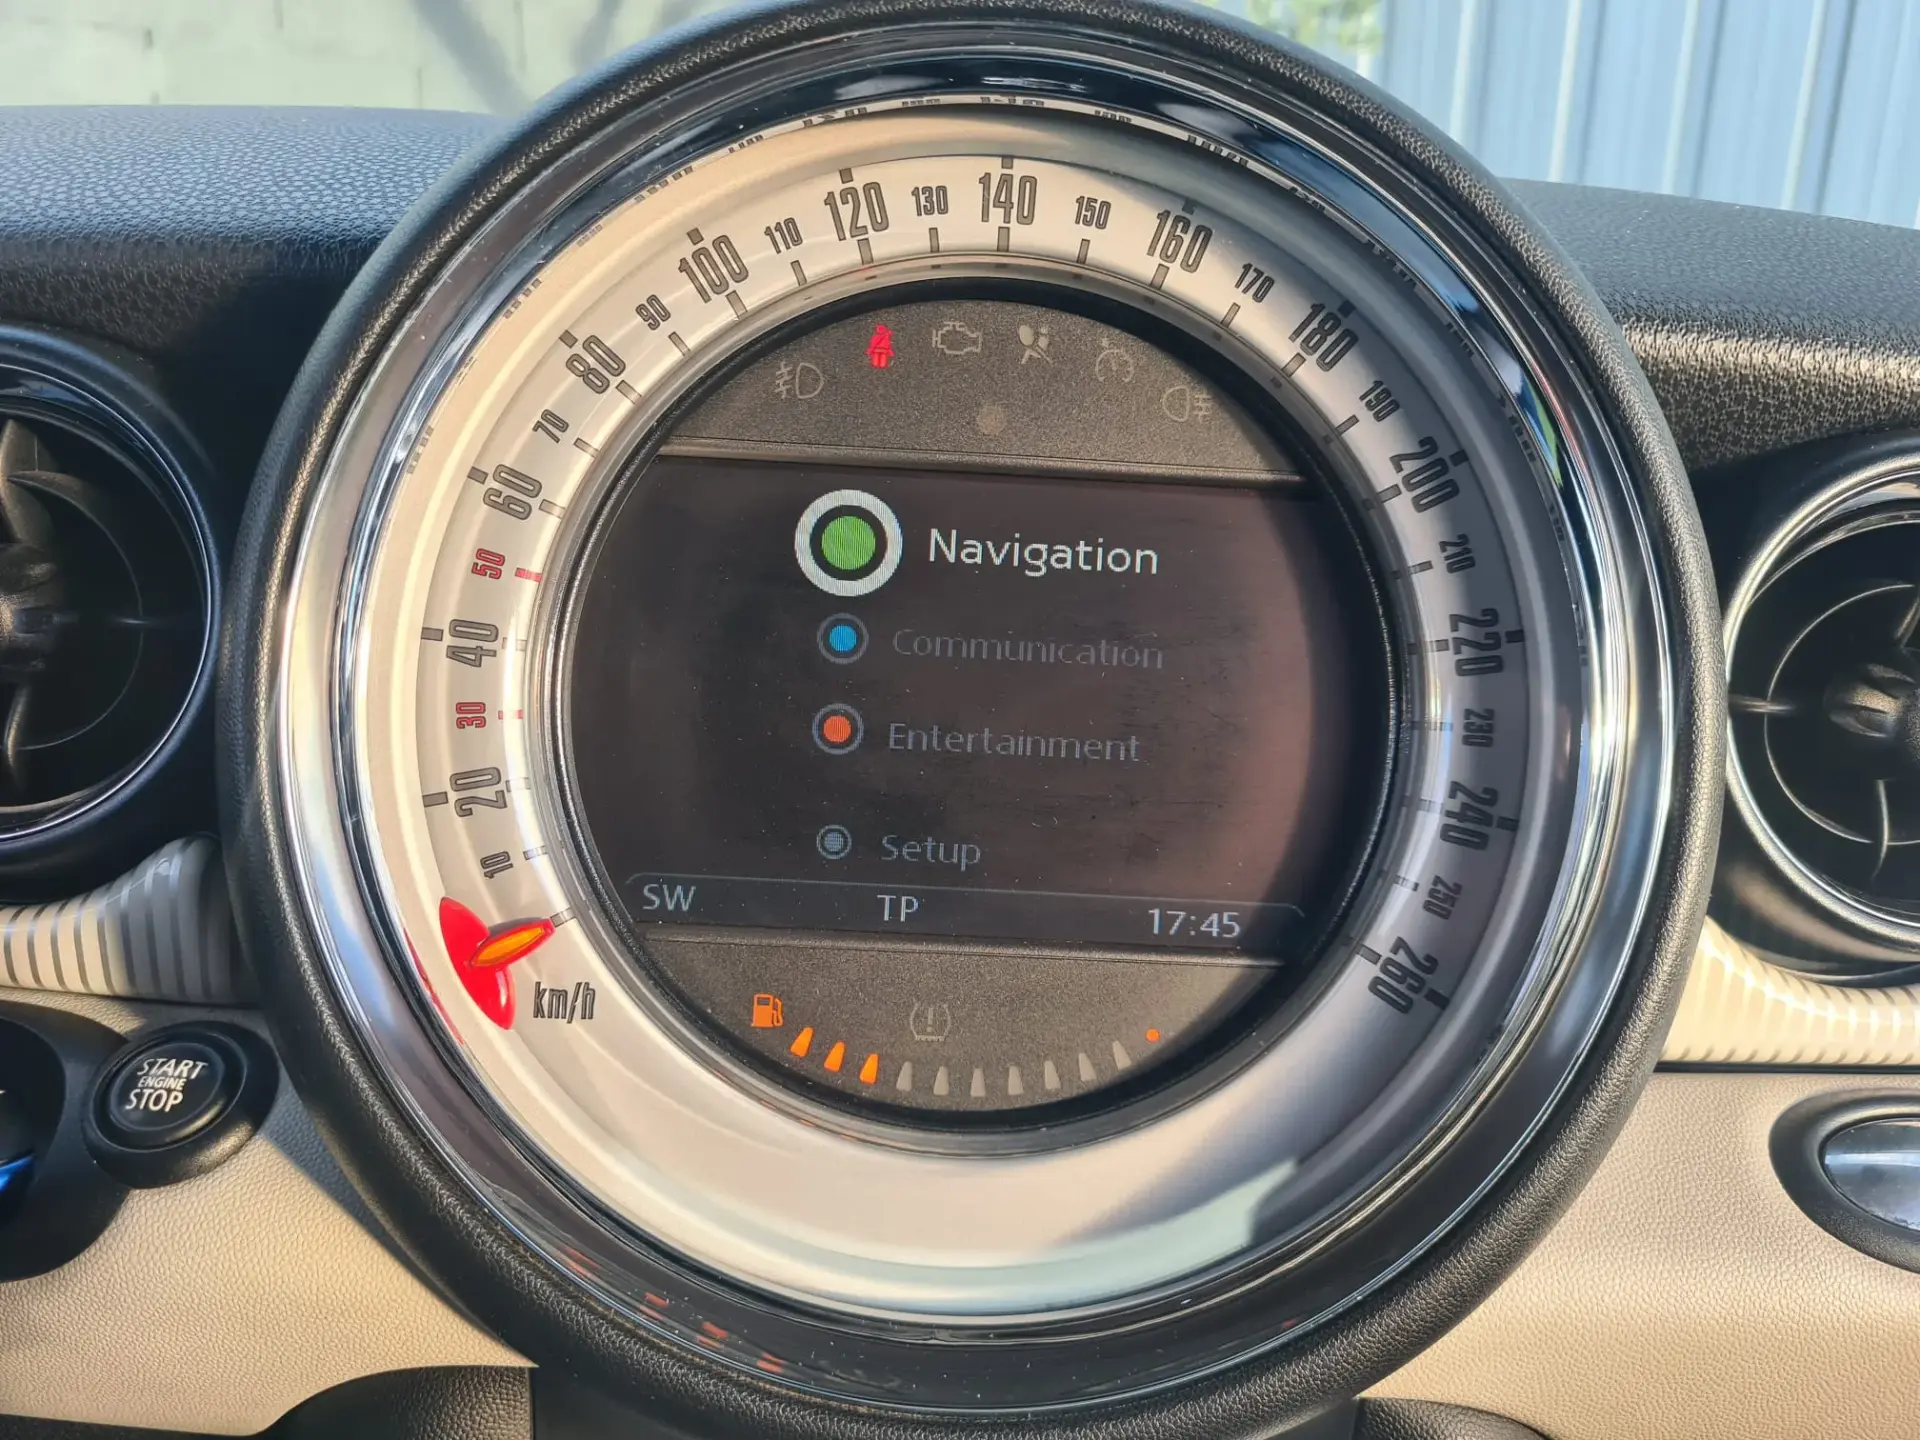 10
20
30
40
50
60
70
80
90
100
110
120
130
140
150
160
170
180
190
200
210
220
230
240
250
260
km/h
Navigation
Communication
Entertainment
Setup
SW TP 17:45
START
ENGINE
STOP